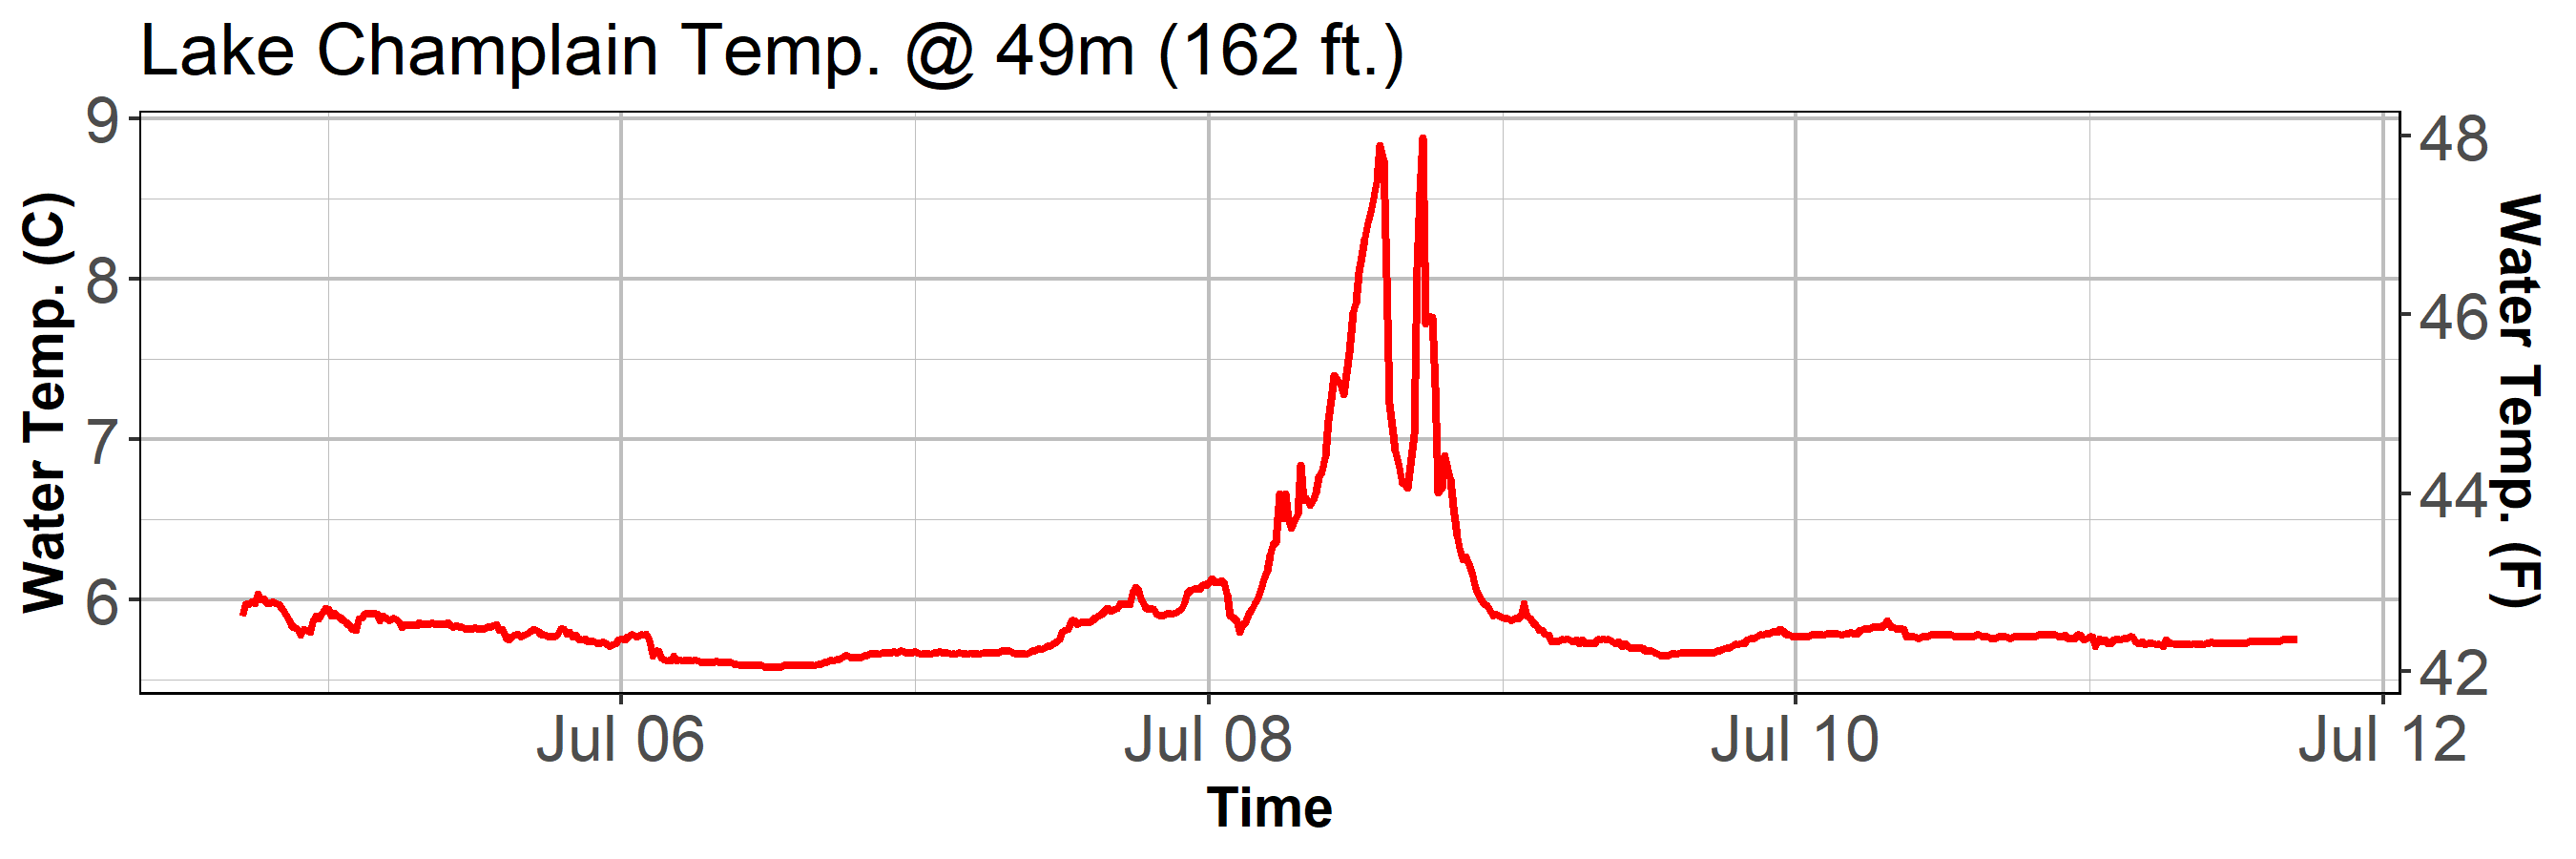 Lake Champlain Temp. @ 49m (162 ft.)
9
8
7
6
Water Temp. (C)
48
46
44
42
Water Temp. (F)
Jul 06 Jul 08 Jul 10 Jul 12
Time